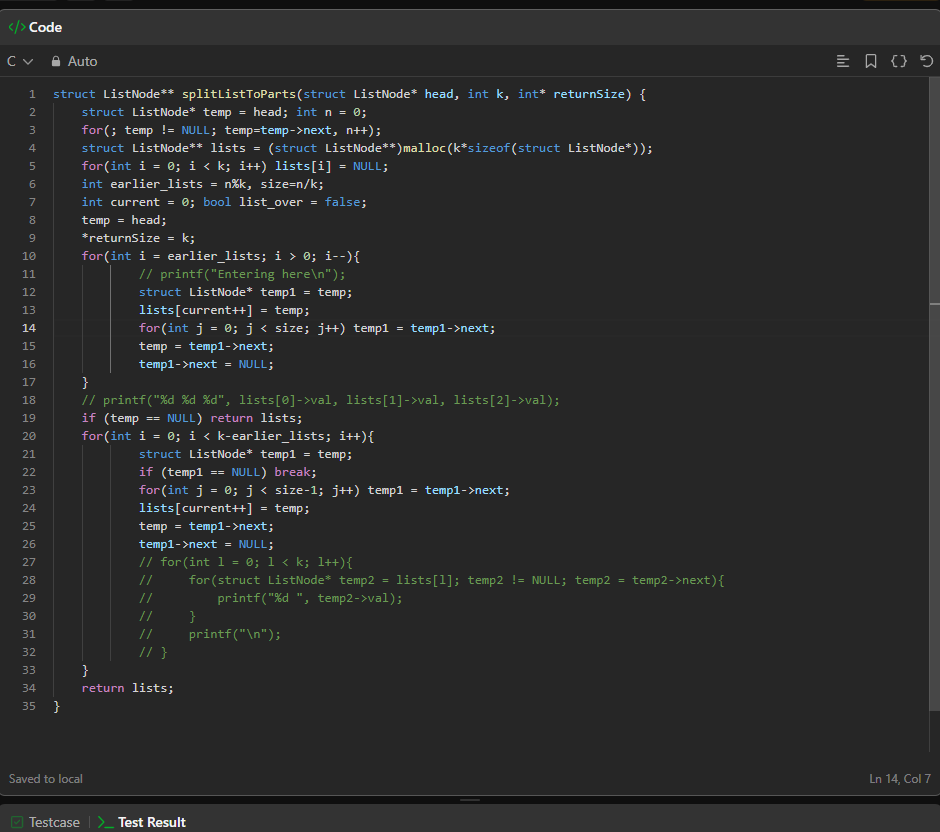 </> Code
C Auto
1 struct ListNode** splitListToParts(struct ListNode* head, int k, int* returnSize) {
2     struct ListNode* temp = head; int n = 0;
3     for(; temp != NULL; temp=temp->next, n++);
4     struct ListNode** lists = (struct ListNode**)malloc(k*sizeof(struct ListNode*));
5     for(int i = 0; i < k; i++) lists[i] = NULL;
6     int earlier_lists = n%k, size=n/k;
7     int current = 0; bool list_over = false;
8     temp = head;
9     *returnSize = k;
10     for(int i = earlier_lists; i > 0; i--){
11             // printf("Entering here\n");
12             struct ListNode* temp1 = temp;
13             lists[current++] = temp;
14             for(int j = 0; j < size; j++) temp1 = temp1->next;
15             temp = temp1->next;
16             temp1->next = NULL;
17     }
18     // printf("%d %d %d", lists[0]->val, lists[1]->val, lists[2]->val);
19     if (temp == NULL) return lists;
20     for(int i = 0; i < k-earlier_lists; i++){
21             struct ListNode* temp1 = temp;
22             if (temp1 == NULL) break;
23             for(int j = 0; j < size-1; j++) temp1 = temp1->next;
24             lists[current++] = temp;
25             temp = temp1->next;
26             temp1->next = NULL;
27             // for(int l = 0; l < k; l++){
28             //     for(struct ListNode* temp2 = lists[l]; temp2 != NULL; temp2 = temp2->next){
29             //         printf("%d ", temp2->val);
30             //     }
31             //     printf("\n");
32             // }
33     }
34     return lists;
35 }
Saved to local Ln 14, Col 7
Testcase | >_ Test Result